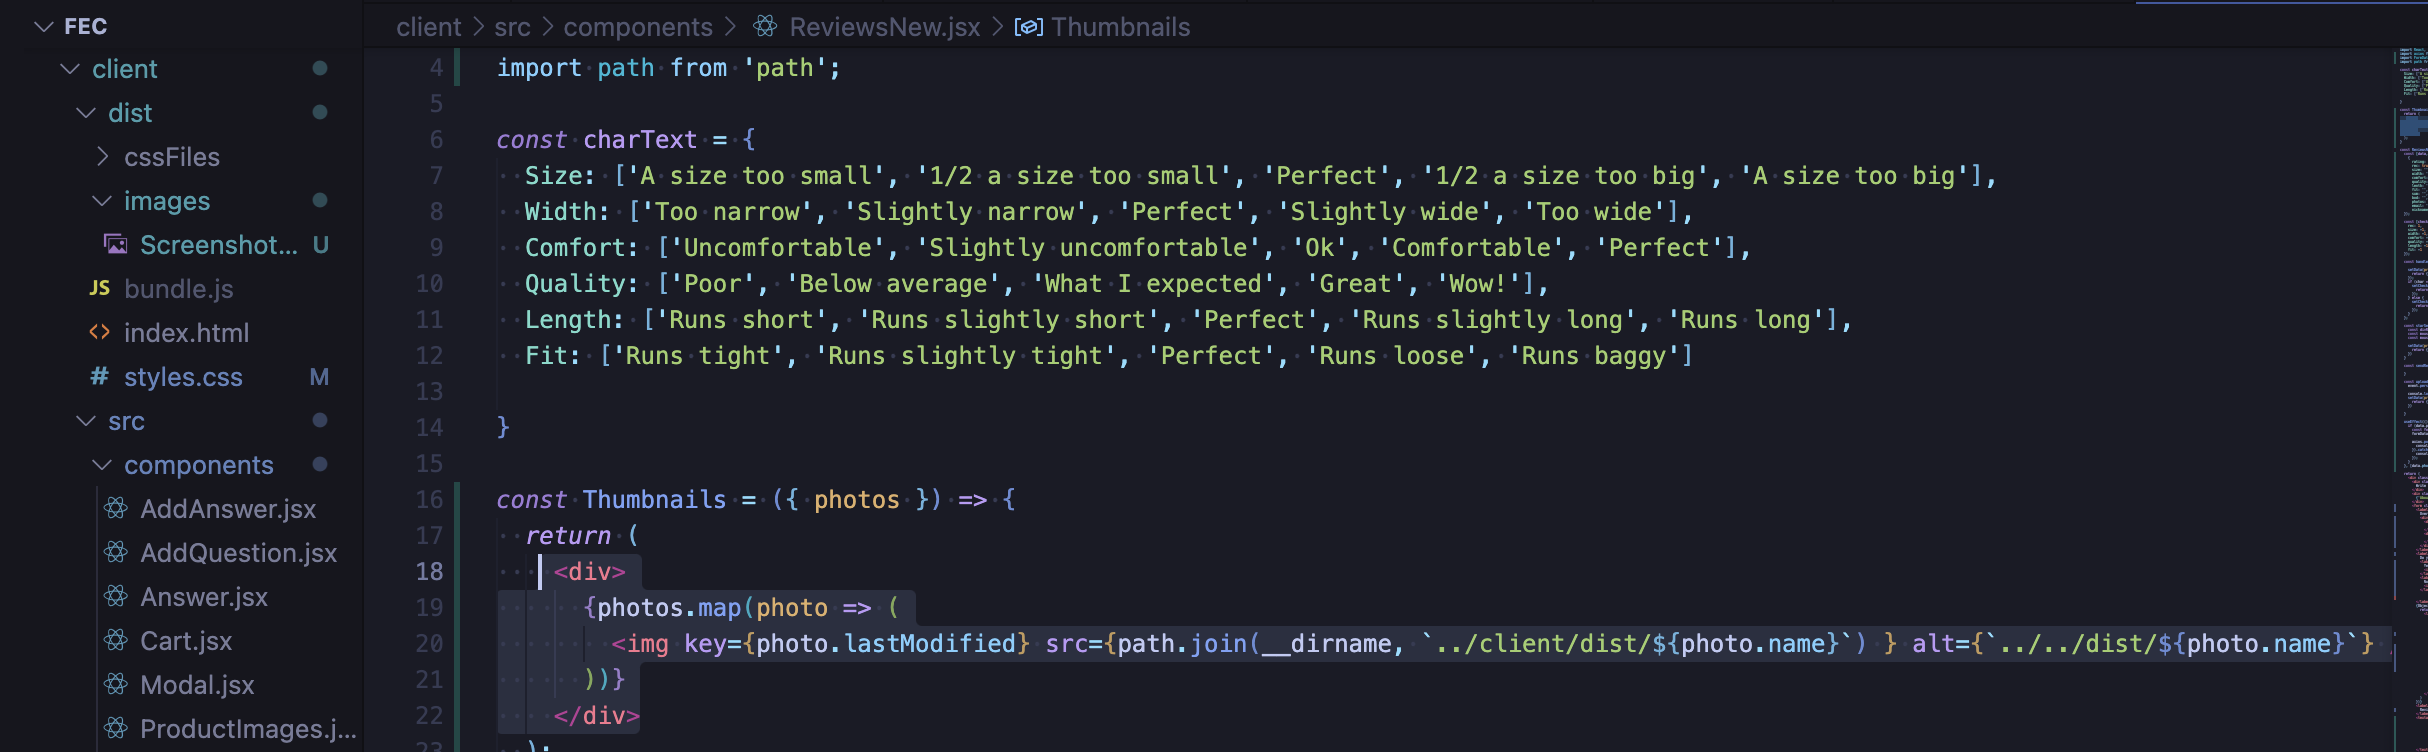 FEC
client
dist
cssFiles
images
Screenshot... U
JS bundle.js
<> index.html
# styles.css M
src
components
AddAnswer.jsx
AddQuestion.jsx
Answer.jsx
Cart.jsx
Modal.jsx
ProductImages.j...
client > src > components > ReviewsNew.jsx > Thumbnails
4 import path from 'path';
5
6 const charText = {
7 Size: ['A size too small', '1/2 a size too small', 'Perfect', '1/2 a size too big', 'A size too big'],
8 Width: ['Too narrow', 'Slightly narrow', 'Perfect', 'Slightly wide', 'Too wide'],
9 Comfort: ['Uncomfortable', 'Slightly uncomfortable', 'Ok', 'Comfortable', 'Perfect'],
10 Quality: ['Poor', 'Below average', 'What I expected', 'Great', 'Wow!'],
11 Length: ['Runs short', 'Runs slightly short', 'Perfect', 'Runs slightly long', 'Runs long'],
12 Fit: ['Runs tight', 'Runs slightly tight', 'Perfect', 'Runs loose', 'Runs baggy']
13
14 }
15
16 const Thumbnails = ({ photos }) => {
17 return (
18 <div>
19 {photos.map(photo => (
20 <img key={photo.lastModified} src={path.join(__dirname, `../client/dist/${photo.name}`) } alt={`../../dist/${photo.name}`}
21 ))}
22 </div>
23 );